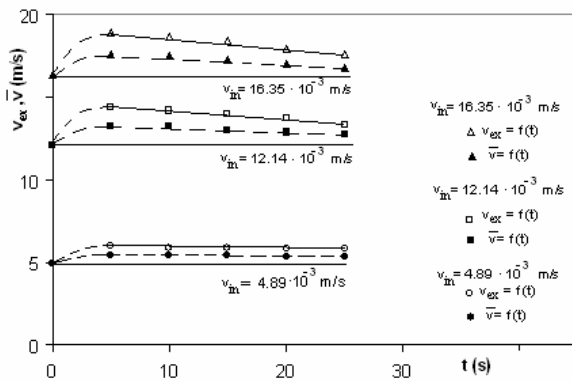 20
15
10
5
0
v_ex , v̅ (m/s)
0 10 20 30
t (s)
v_in = 16.35 · 10⁻³ m/s
v_in = 12.14 · 10⁻³ m/s
v_in = 4.89 · 10⁻³ m/s
v_in = 16.35 · 10⁻³ m/s
△ v_ex = f(t)
▲ v̅ = f(t)
v_in = 12.14 · 10⁻³ m/s
□ v_ex = f(t)
■ v̅ = f(t)
v_in = 4.89 · 10⁻³ m/s
○ v_ex = f(t)
● v̅ = f(t)